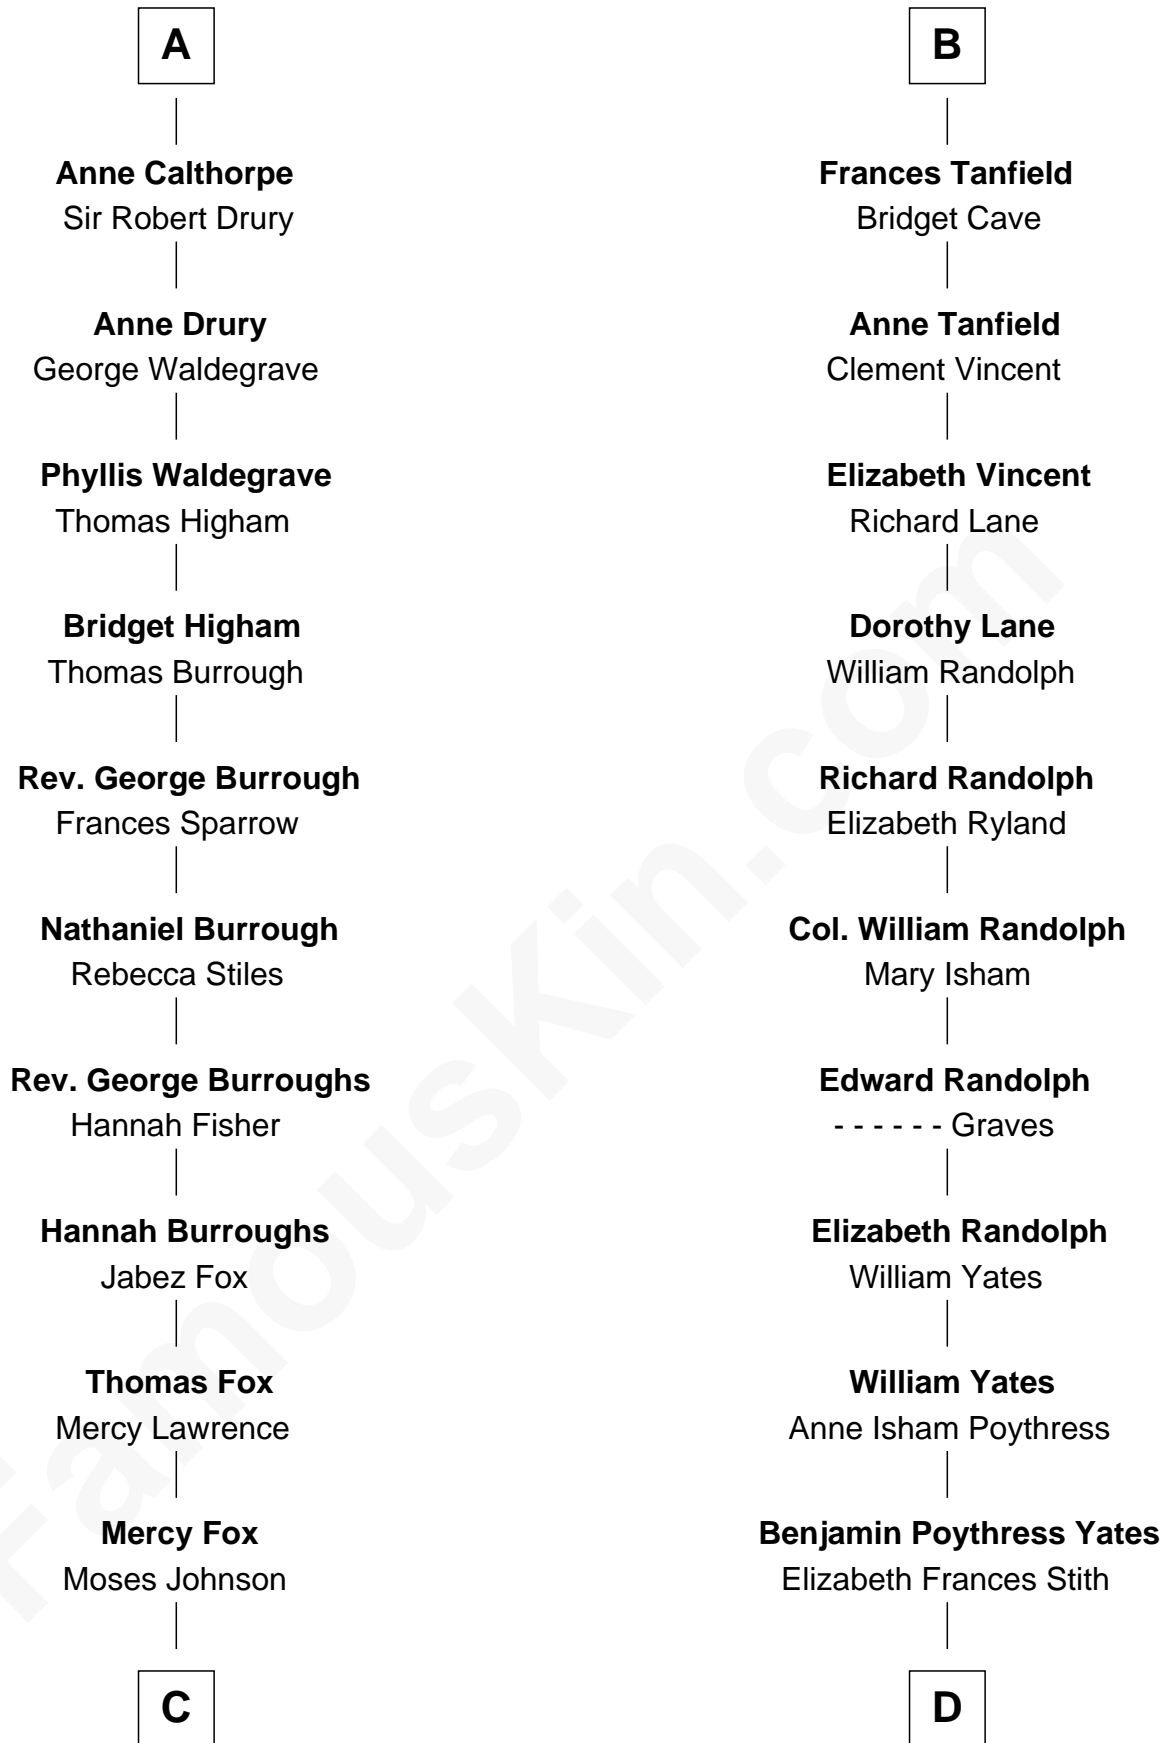 A
Anne Calthorpe
Sir Robert Drury
Anne Drury
George Waldegrave
Phyllis Waldegrave
Thomas Higham
Bridget Higham
Thomas Burrough
Rev. George Burrough
Frances Sparrow
Nathaniel Burrough
Rebecca Stiles
Rev. George Burroughs
Hannah Fisher
Hannah Burroughs
Jabez Fox
Thomas Fox
Mercy Lawrence
Mercy Fox
Moses Johnson
C
B
Frances Tanfield
Bridget Cave
Anne Tanfield
Clement Vincent
Elizabeth Vincent
Richard Lane
Dorothy Lane
William Randolph
Richard Randolph
Elizabeth Ryland
Col. William Randolph
Mary Isham
Edward Randolph
- - - - - - Graves
Elizabeth Randolph
William Yates
William Yates
Anne Isham Poythress
Benjamin Poythress Yates
Elizabeth Frances Stith
D
FamousKin.com